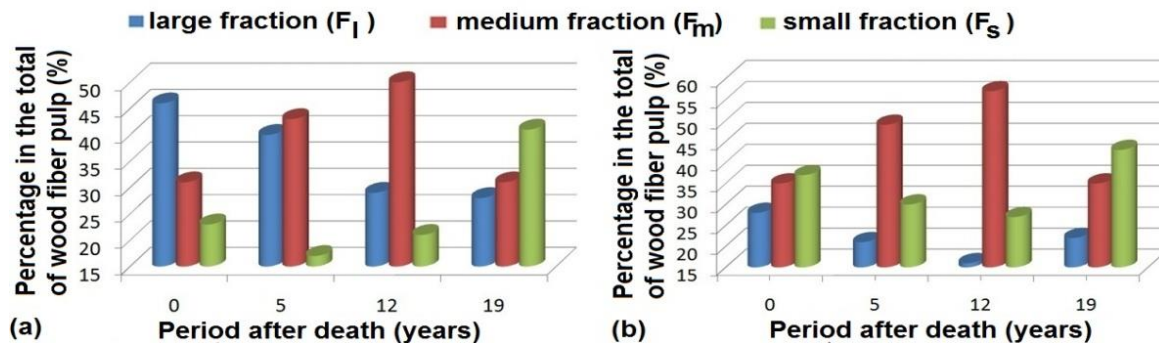 large fraction (Fl) medium fraction (Fm) small fraction (Fs)
Percentage in the total
of wood fiber pulp (%)
50
45
40
35
30
25
20
15
0 5 12 19
(a) Period after death (years)
Percentage in the total
of wood fiber pulp (%)
60
55
50
45
40
35
30
25
20
15
0 5 12 19
(b) Period after death (years)